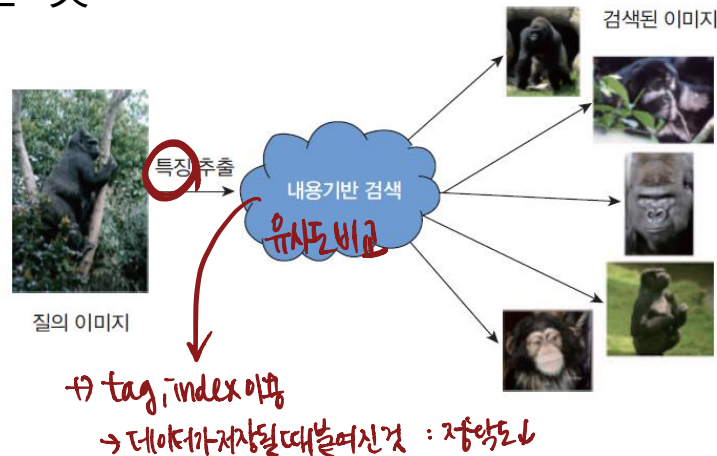 검색된 이미지
특징 추출
내용기반 검색
유사도비교
질의 이미지
↔ tag, index 이용
→ 데이터가 저장될 때 붙여진것 : 정확도↓